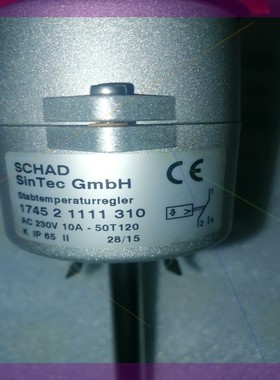 SCHAD
SinTec GmbH
CE
Stabtemperaturregler
1745 2 1111 310
AC 230V 10A - 50T120
K IP 65 II 28/15